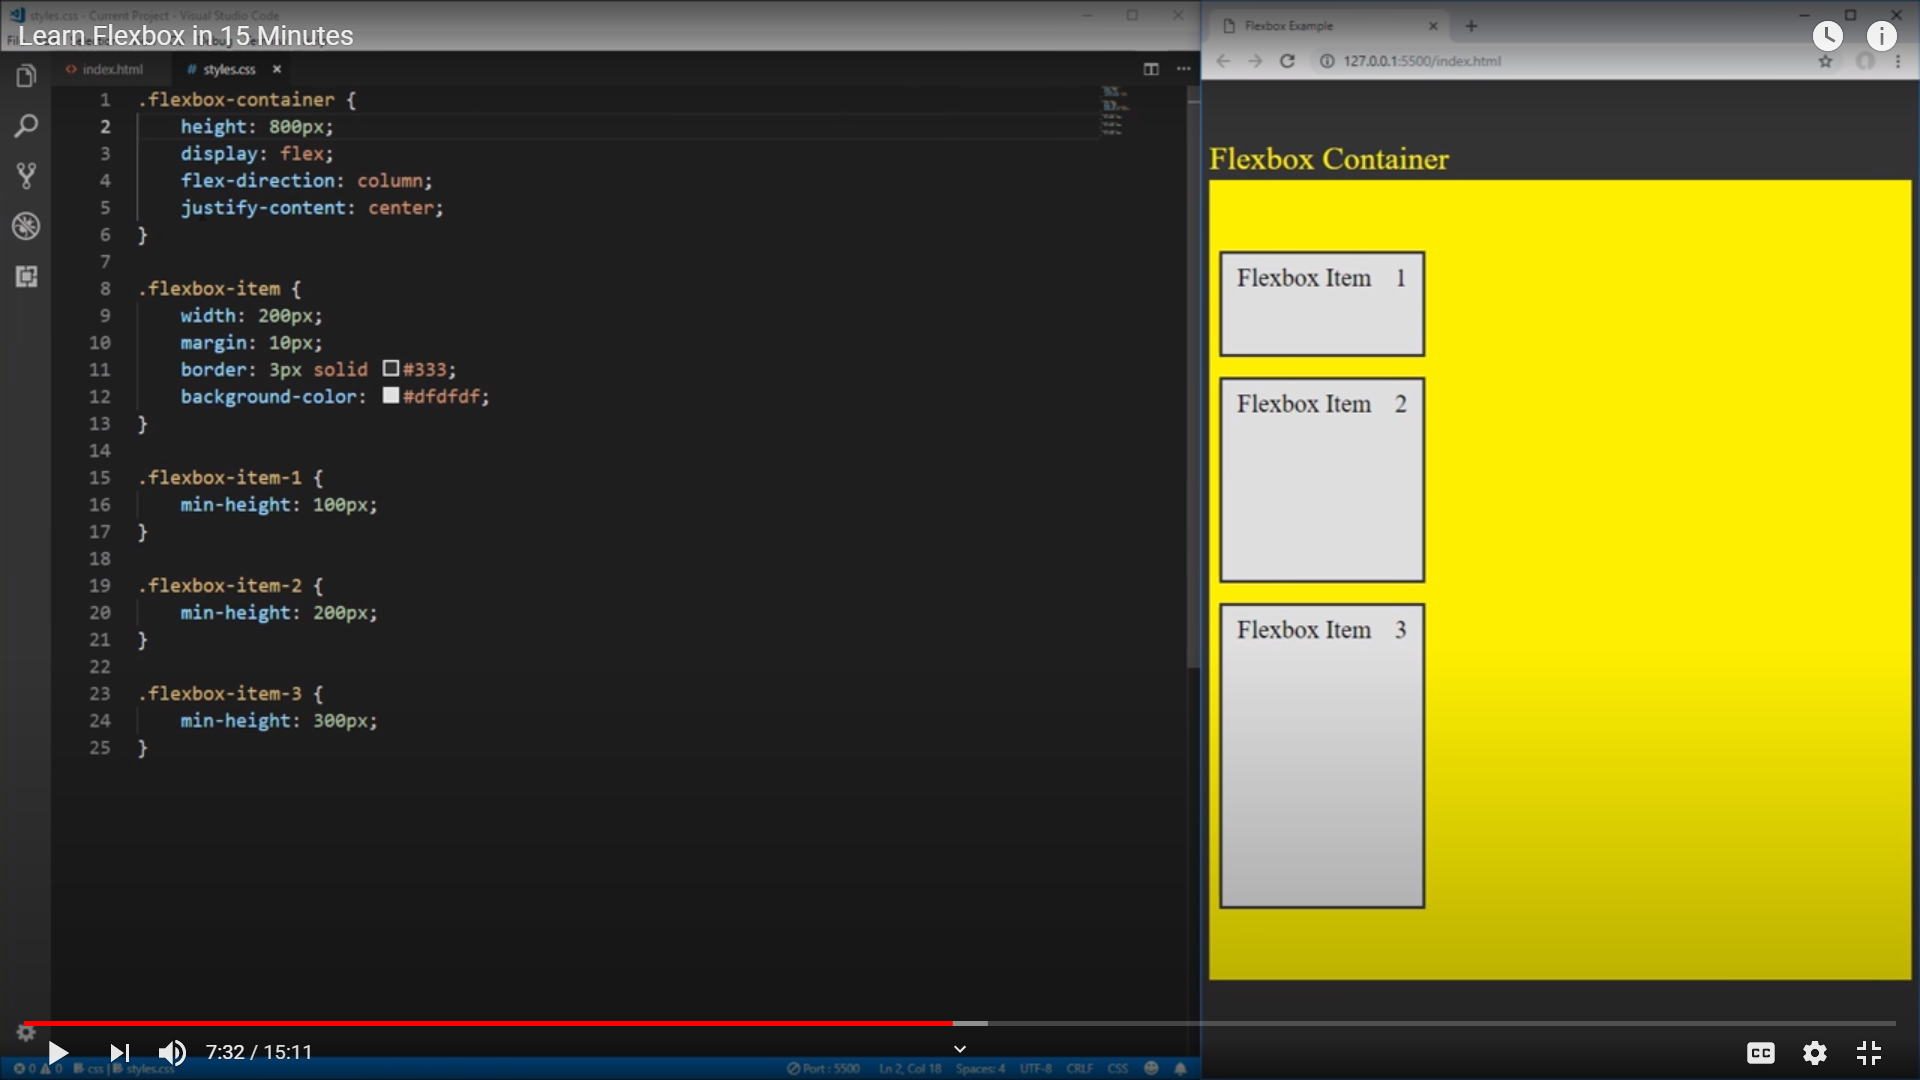 styles.css - Current Project - Visual Studio Code
Learn Flexbox in 15 Minutes
index.html
styles.css
1 .flexbox-container {
2 height: 800px;
3 display: flex;
4 flex-direction: column;
5 justify-content: center;
6 }
7
8 .flexbox-item {
9 width: 200px;
10 margin: 10px;
11 border: 3px solid #333;
12 background-color: #dfdfdf;
13 }
14
15 .flexbox-item-1 {
16 min-height: 100px;
17 }
18
19 .flexbox-item-2 {
20 min-height: 200px;
21 }
22
23 .flexbox-item-3 {
24 min-height: 300px;
25 }
Flexbox Example
127.0.0.1:5500/index.html
Flexbox Container
Flexbox Item 1
Flexbox Item 2
Flexbox Item 3
7:32 / 15:11
CC
0 0 css | styles.css
Port : 5500 Ln 2, Col 18 Spaces: 4 UTF-8 CRLF CSS